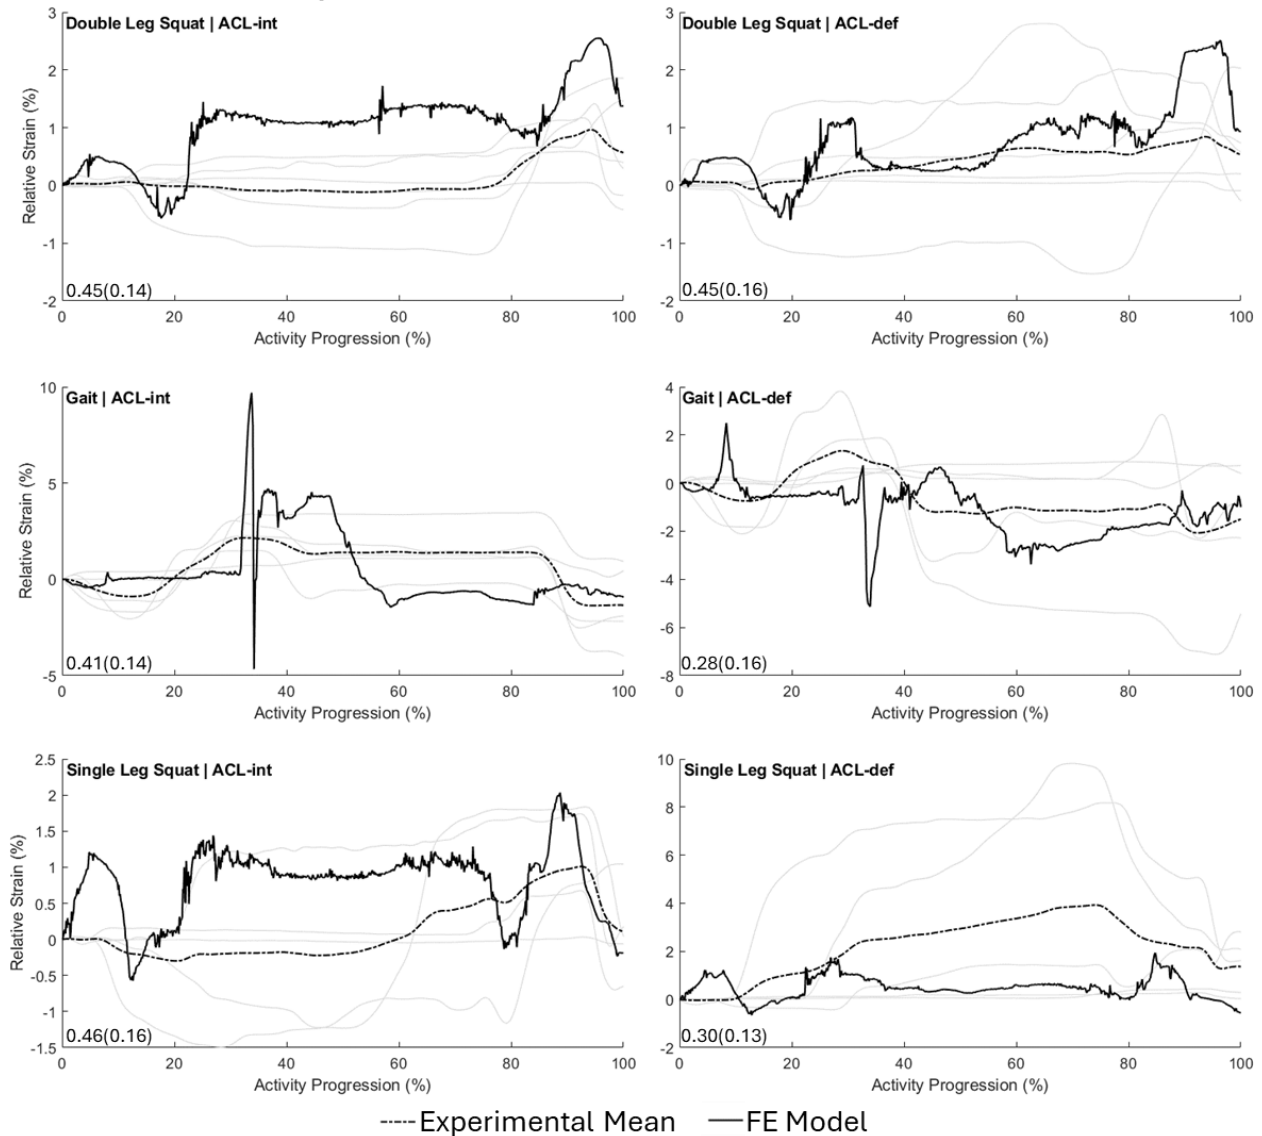 Double Leg Squat | ACL-int
3
2
1
0
-1
-2
Relative Strain (%)
0.45(0.14)
0 20 40 60 80 100
Activity Progression (%)
Double Leg Squat | ACL-def
3
2
1
0
-1
-2
0.45(0.16)
0 20 40 60 80 100
Activity Progression (%)
Gait | ACL-int
10
5
0
-5
Relative Strain (%)
0.41(0.14)
0 20 40 60 80 100
Activity Progression (%)
Gait | ACL-def
4
2
0
-2
-4
-6
-8
0.28(0.16)
0 20 40 60 80 100
Activity Progression (%)
Single Leg Squat | ACL-int
2.5
2
1.5
1
0.5
0
-0.5
-1
-1.5
Relative Strain (%)
0.46(0.16)
0 20 40 60 80 100
Activity Progression (%)
Single Leg Squat | ACL-def
10
8
6
4
2
0
-2
0.30(0.13)
0 20 40 60 80 100
Activity Progression (%)
Experimental Mean FE Model